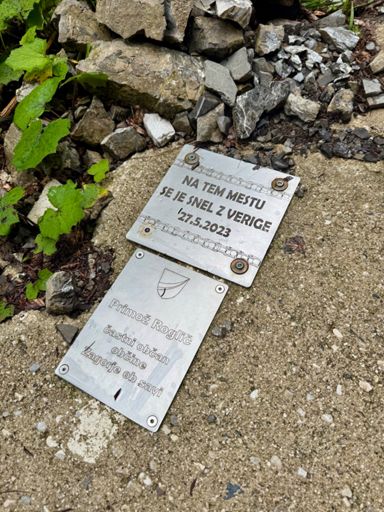 NA TEM MESTU
SE JE SNEL Z VERIGE
27.5.2023
Primož Roglič
častni občan
občine
Zagorje ob Savi